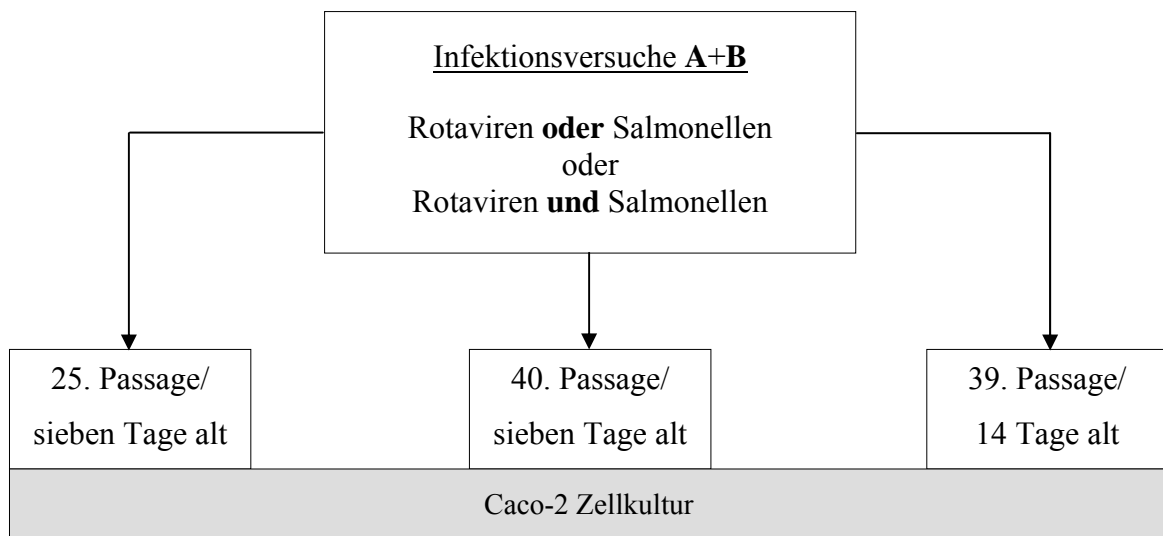 Infektionsversuche A+B
Rotaviren oder Salmonellen
oder
Rotaviren und Salmonellen
25. Passage/
sieben Tage alt
40. Passage/
sieben Tage alt
39. Passage/
14 Tage alt
Caco-2 Zellkultur